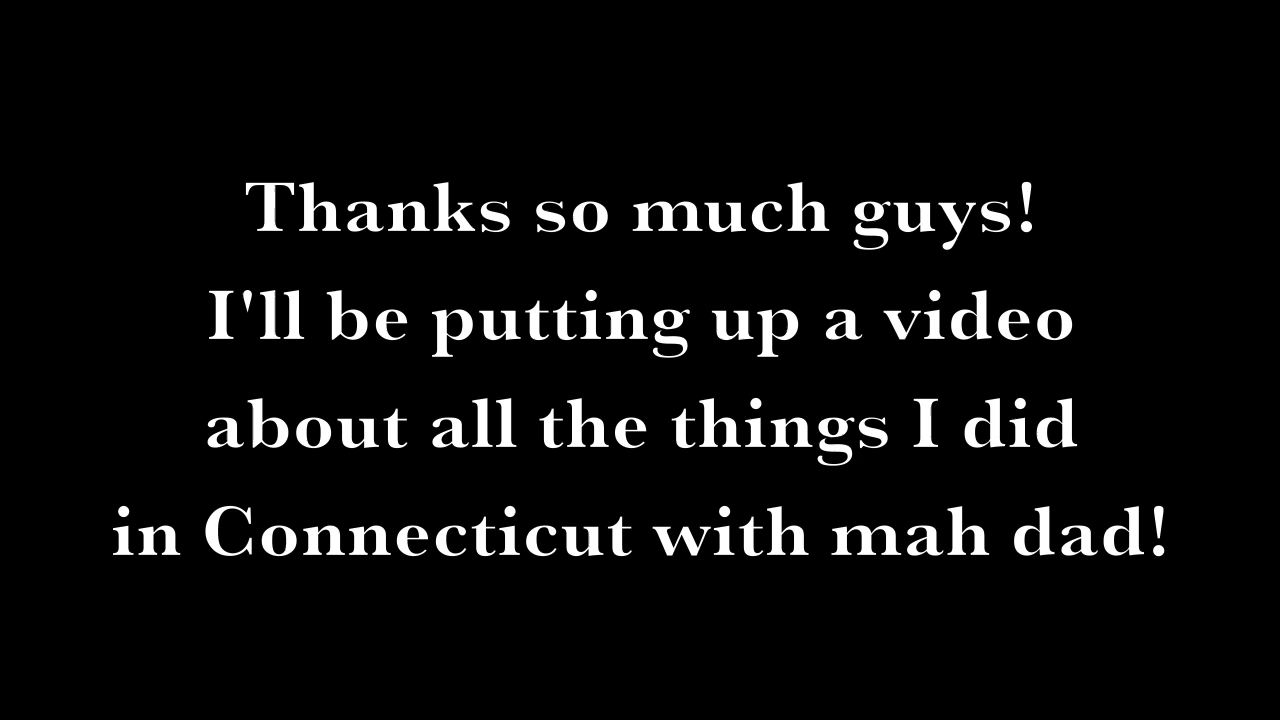 Thanks so much guys!
I'll be putting up a video
about all the things I did
in Connecticut with mah dad!